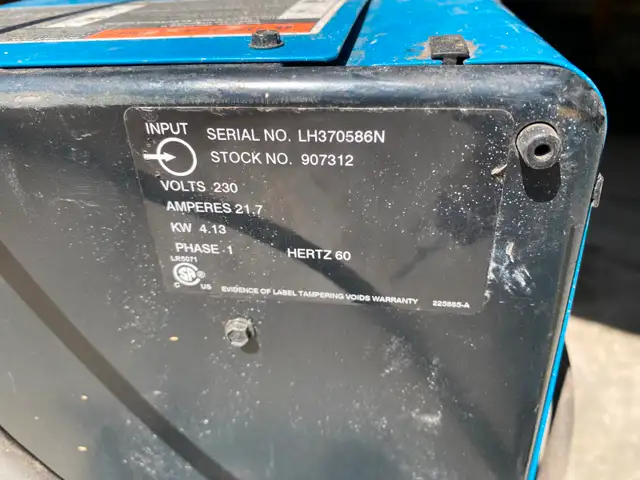 INPUT
SERIAL NO. LH370586N
STOCK NO. 907312
VOLTS 230
AMPERES 21.7
KW 4.13
PHASE 1 HERTZ 60
LR5071
C US
EVIDENCE OF LABEL TAMPERING VOIDS WARRANTY 225885-A